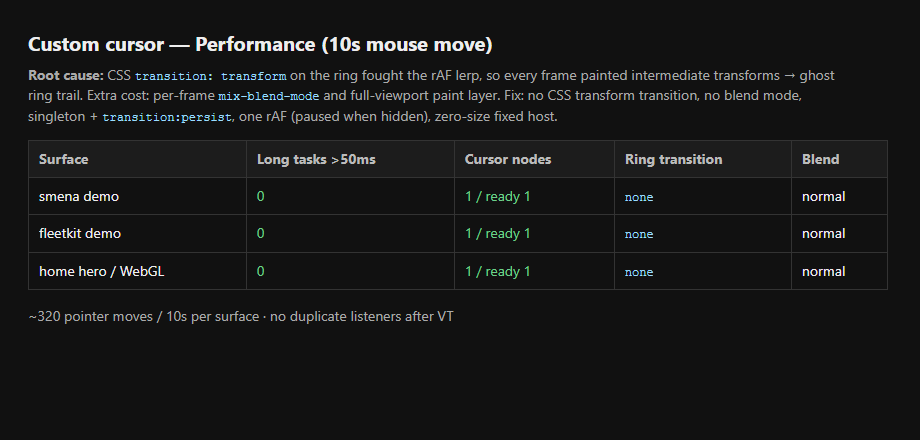 Custom cursor — Performance (10s mouse move)
Root cause: CSS transition: transform on the ring fought the rAF lerp, so every frame painted intermediate transforms → ghost
ring trail. Extra cost: per-frame mix-blend-mode and full-viewport paint layer. Fix: no CSS transform transition, no blend mode,
singleton + transition:persist, one rAF (paused when hidden), zero-size fixed host.
Surface Long tasks >50ms Cursor nodes Ring transition Blend
smena demo 0 1 / ready 1 none normal
fleetkit demo 0 1 / ready 1 none normal
home hero / WebGL 0 1 / ready 1 none normal
~320 pointer moves / 10s per surface · no duplicate listeners after VT